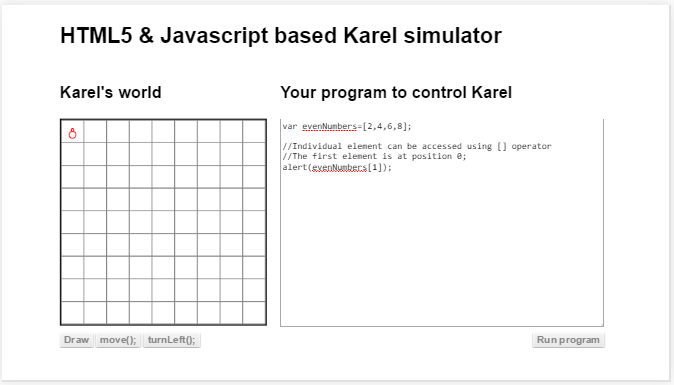 HTML5 & Javascript based Karel simulator
Karel's world
Your program to control Karel
var evenNumbers=[2,4,6,8];
//Individual element can be accessed using [] operator
//The first element is at position 0;
alert(evenNumbers[1]);
Draw move(); turnLeft(); Run program